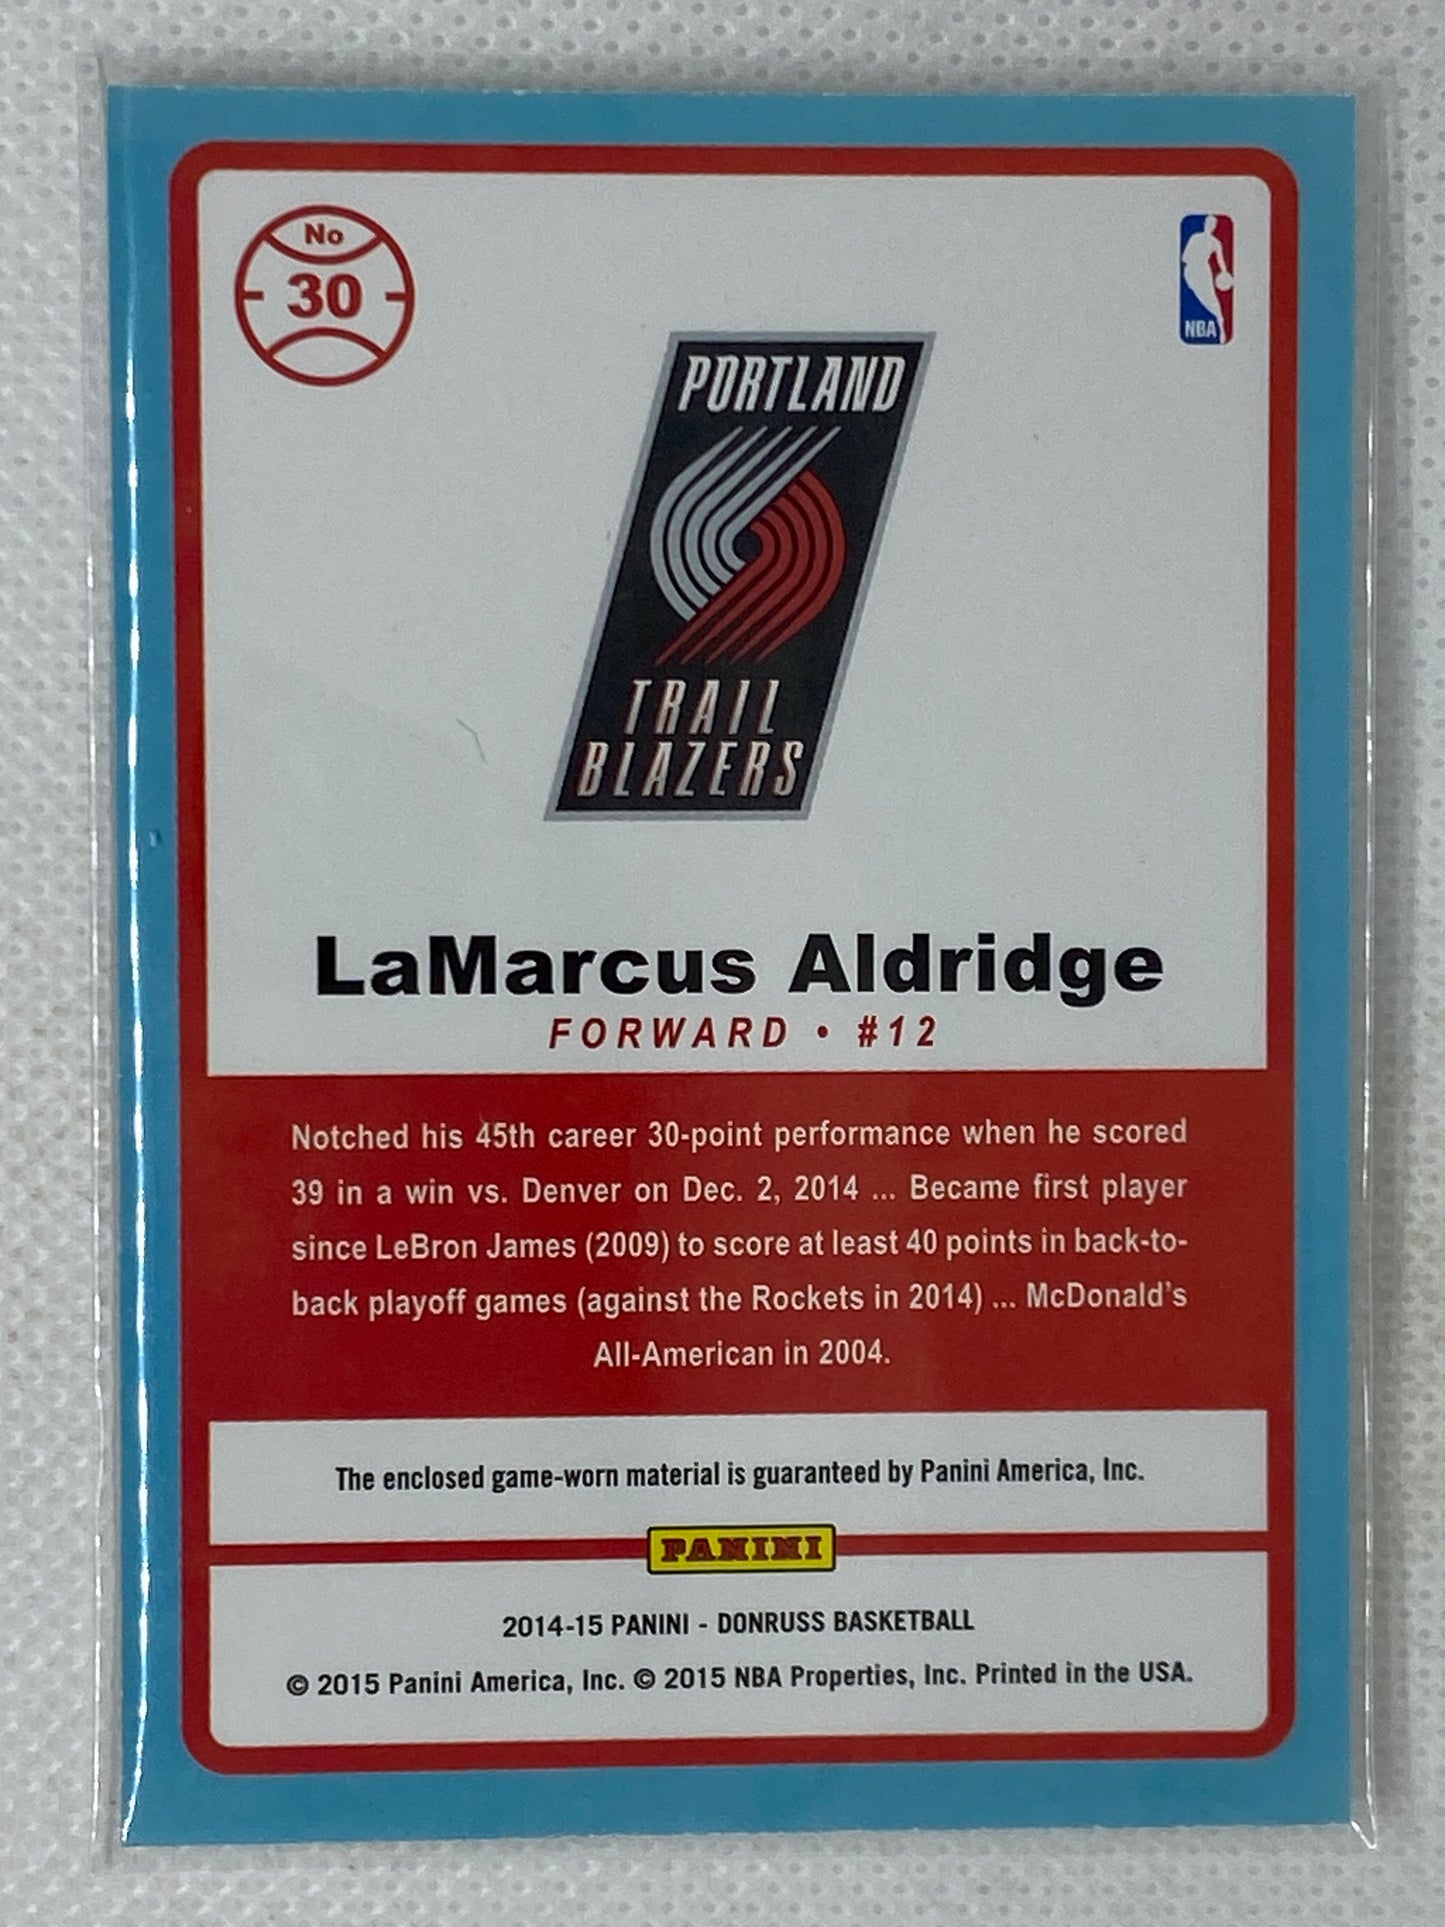 No
30
NBA
PORTLAND
TRAIL
BLAZERS
LaMarcus Aldridge
FORWARD • #12
Notched his 45th career 30-point performance when he scored
39 in a win vs. Denver on Dec. 2, 2014 ... Became first player
since LeBron James (2009) to score at least 40 points in back-to-
back playoff games (against the Rockets in 2014) ... McDonald's
All-American in 2004.
The enclosed game-worn material is guaranteed by Panini America, Inc.
PANINI
2014-15 PANINI - DONRUSS BASKETBALL
© 2015 Panini America, Inc. © 2015 NBA Properties, Inc. Printed in the USA.